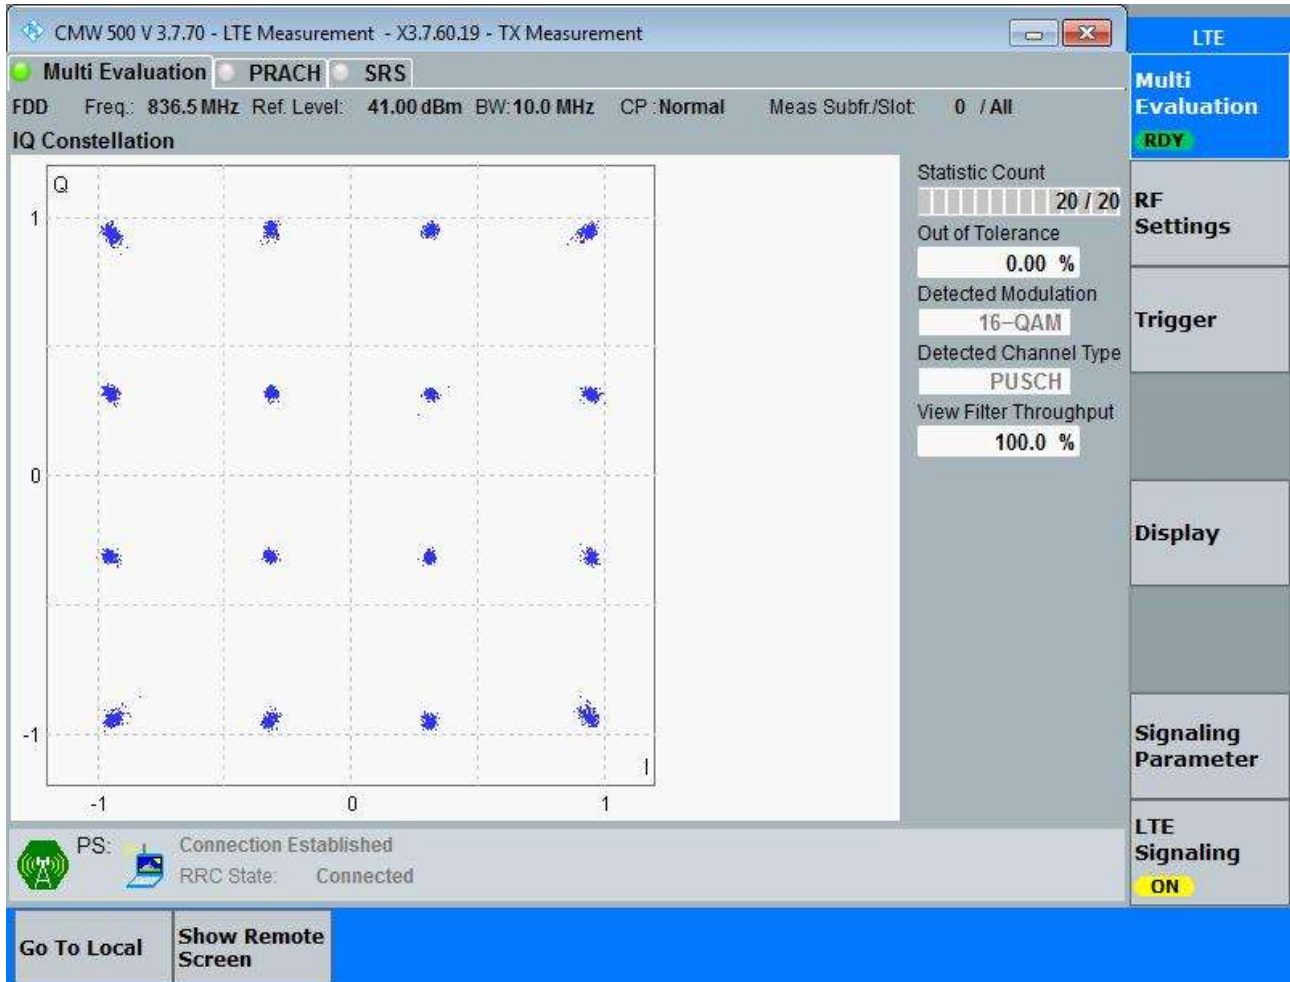 CMW 500 V 3.7.70 - LTE Measurement - X3.7.60.19 - TX Measurement
LTE
Multi Evaluation PRACH SRS
FDD Freq.: 836.5 MHz Ref. Level: 41.00 dBm BW: 10.0 MHz CP : Normal Meas Subfr./Slot: 0 / All
IQ Constellation
Q
1
0
-1
-1 0 1
I
Statistic Count
20 / 20
Out of Tolerance
0.00 %
Detected Modulation
16-QAM
Detected Channel Type
PUSCH
View Filter Throughput
100.0 %
Multi
Evaluation
RDY
RF
Settings
Trigger
Display
Signaling
Parameter
LTE
Signaling
ON
PS: Connection Established
RRC State: Connected
Go To Local
Show Remote
Screen